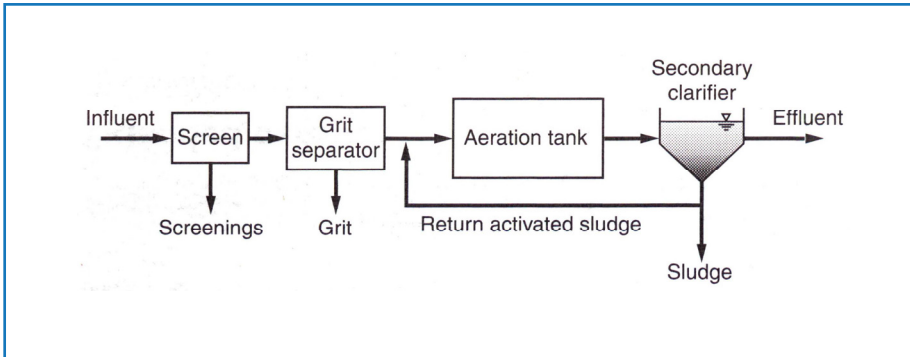 Secondary
clarifier
Influent
Screen
Grit
separator
Aeration tank
Effluent
Screenings
Grit
Return activated sludge
Sludge